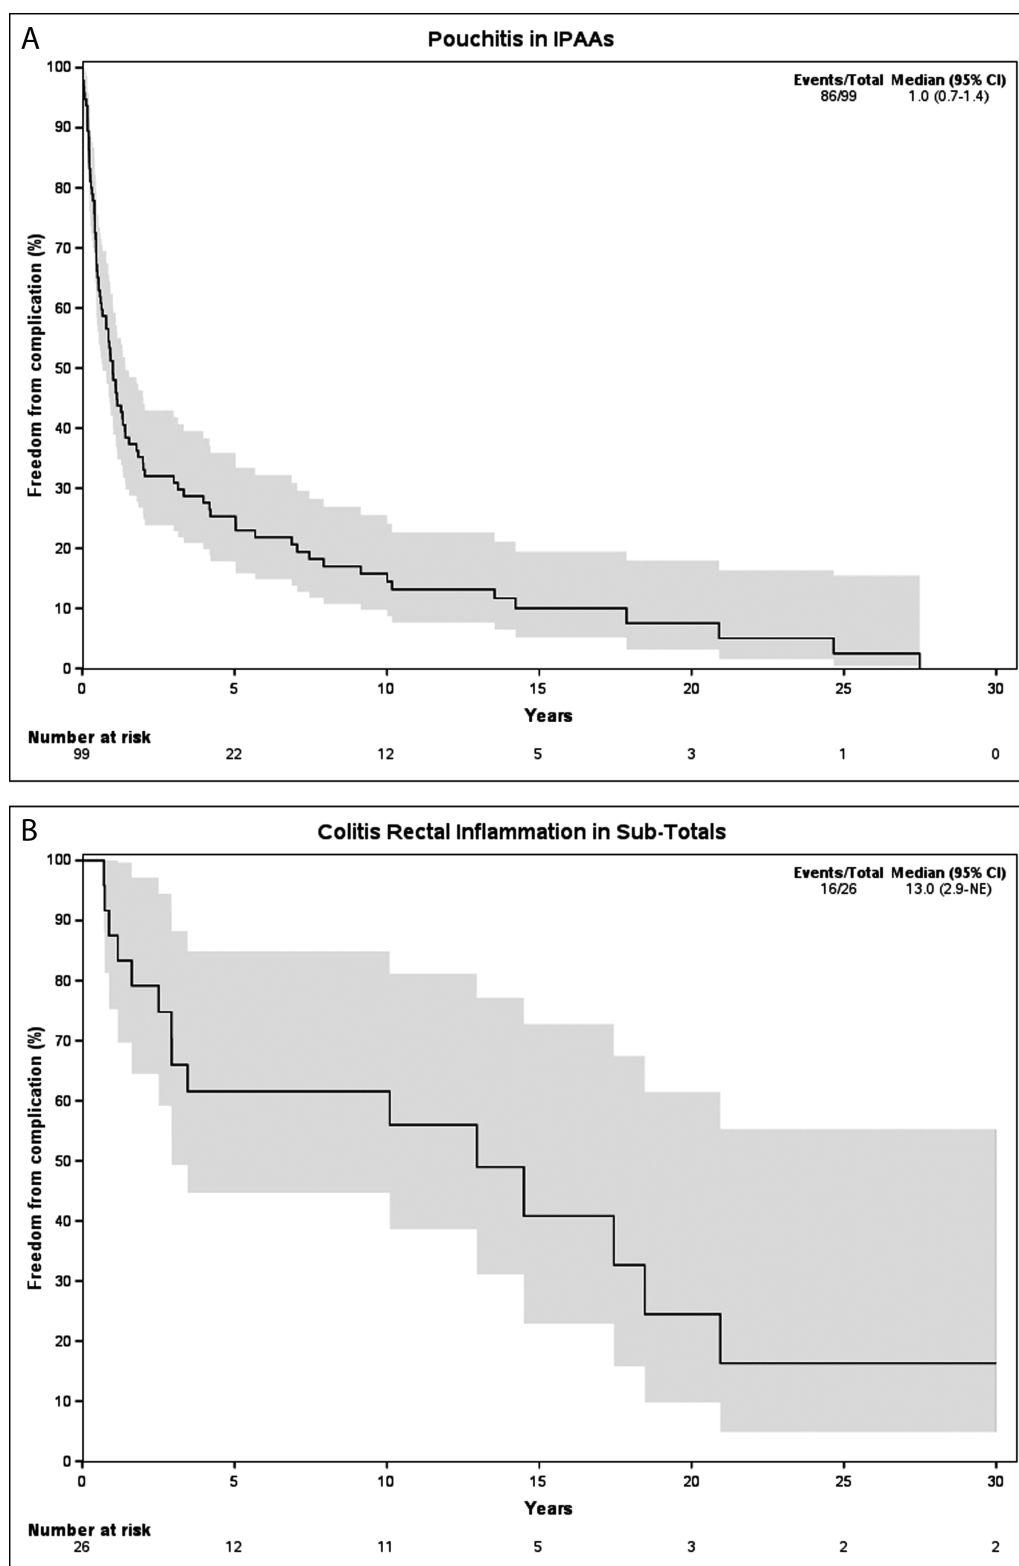 A
Pouchitis in IPAAs
Events/Total Median (95% CI)
86/99 1.0 (0.7-1.4)
Freedom from complication (%)
100
90
80
70
60
50
40
30
20
10
0
0 5 10 15 20 25 30
Years
Number at risk
99 22 12 5 3 1 0
B
Colitis Rectal Inflammation in Sub-Totals
Events/Total Median (95% CI)
16/26 13.0 (2.9-NE)
Freedom from complication (%)
100
90
80
70
60
50
40
30
20
10
0
0 5 10 15 20 25 30
Years
Number at risk
26 12 11 5 3 2 2